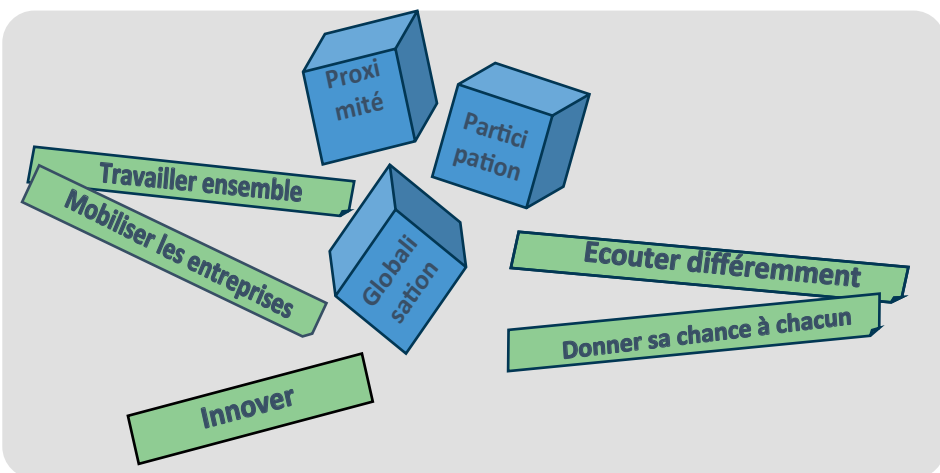 Proxi
mité
Partici
pation
Travailler ensemble
Mobiliser les entreprises
Globali
sation
Ecouter différemment
Donner sa chance à chacun
Innover